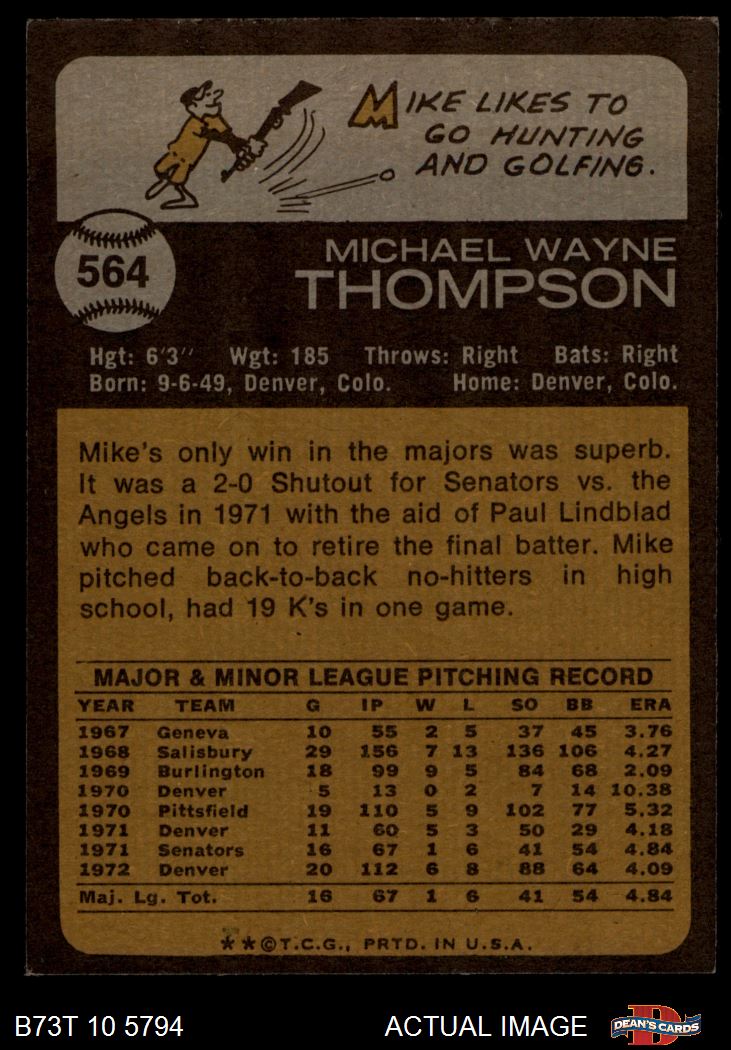 MIKE LIKES TO
GO HUNTING
AND GOLFING.
564
MICHAEL WAYNE
THOMPSON
Hgt: 6'3" Wgt: 185 Throws: Right Bats: Right
Born: 9-6-49, Denver, Colo. Home: Denver, Colo.
Mike's only win in the majors was superb.
It was a 2-0 Shutout for Senators vs. the
Angels in 1971 with the aid of Paul Lindblad
who came on to retire the final batter. Mike
pitched back-to-back no-hitters in high
school, had 19 K's in one game.
MAJOR & MINOR LEAGUE PITCHING RECORD
YEAR TEAM G IP W L SO BB ERA
1967 Geneva 10 55 2 5 37 45 3.76
1968 Salisbury 29 156 7 13 136 106 4.27
1969 Burlington 18 99 9 5 84 68 2.09
1970 Denver 5 13 0 2 7 14 10.38
1970 Pittsfield 19 110 5 9 102 77 5.32
1971 Denver 11 60 5 3 50 29 4.18
1971 Senators 16 67 1 6 41 54 4.84
1972 Denver 20 112 6 8 88 64 4.09
Maj. Lg. Tot. 16 67 1 6 41 54 4.84
**©T.C.G., PRTD. IN U.S.A.
B73T 10 5794 ACTUAL IMAGE DEAN'S CARDS